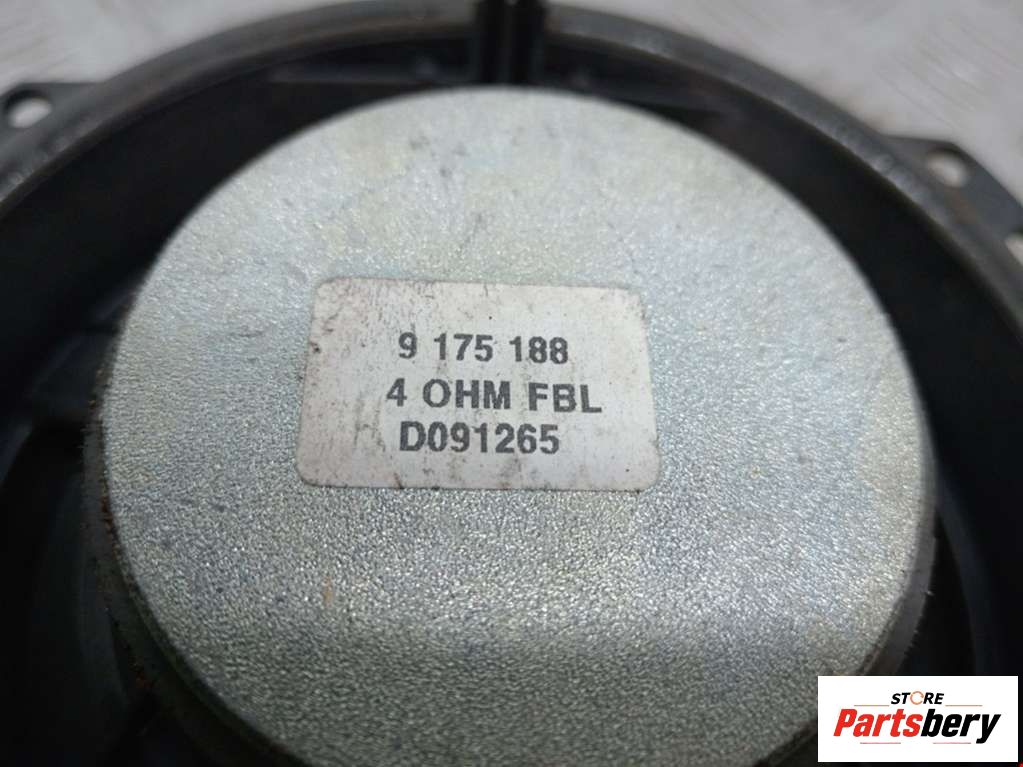 9 175 188
4 OHM FBL
D091265
STORE
Partsbery